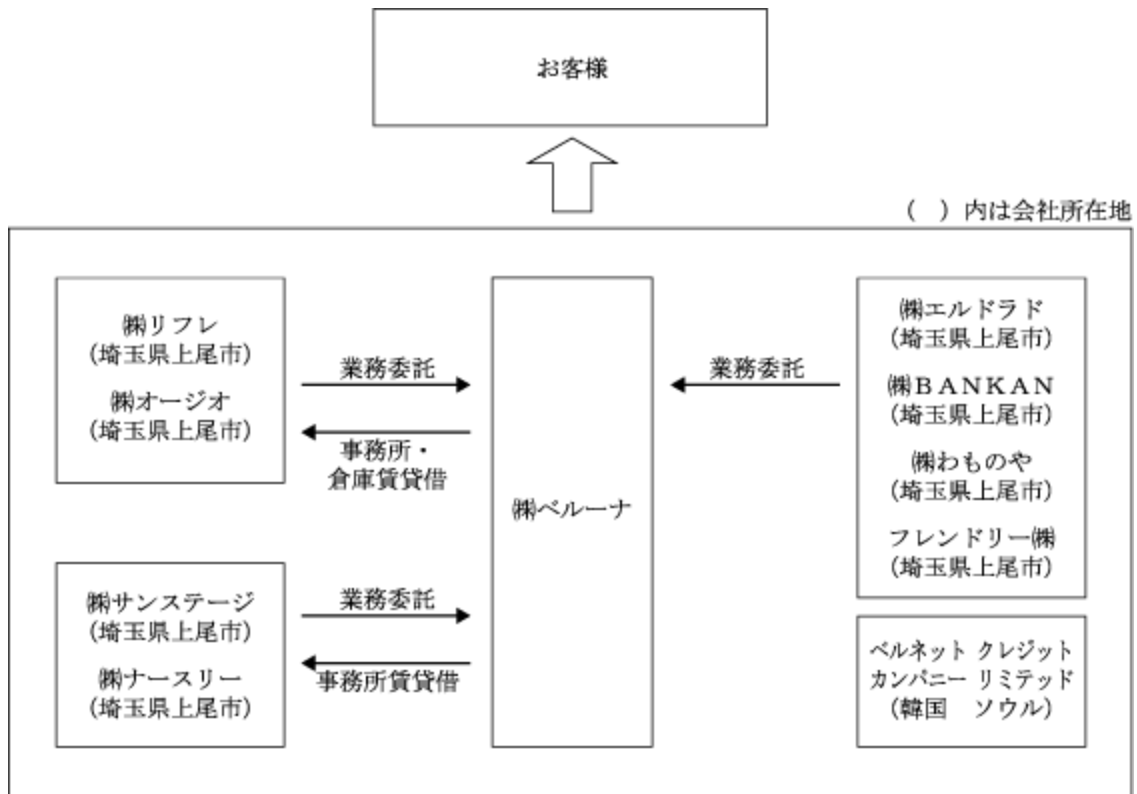 お客様
（　）内は会社所在地
㈱リフレ
（埼玉県上尾市）
㈱オージオ
（埼玉県上尾市）
業務委託
事務所・
倉庫賃貸借
㈱サンステージ
（埼玉県上尾市）
㈱ナースリー
（埼玉県上尾市）
業務委託
事務所賃貸借
㈱ベルーナ
業務委託
㈱エルドラド
（埼玉県上尾市）
㈱ＢＡＮＫＡＮ
（埼玉県上尾市）
㈱わものや
（埼玉県上尾市）
フレンドリー㈱
（埼玉県上尾市）
ベルネット クレジット
カンパニー リミテッド
（韓国　ソウル）